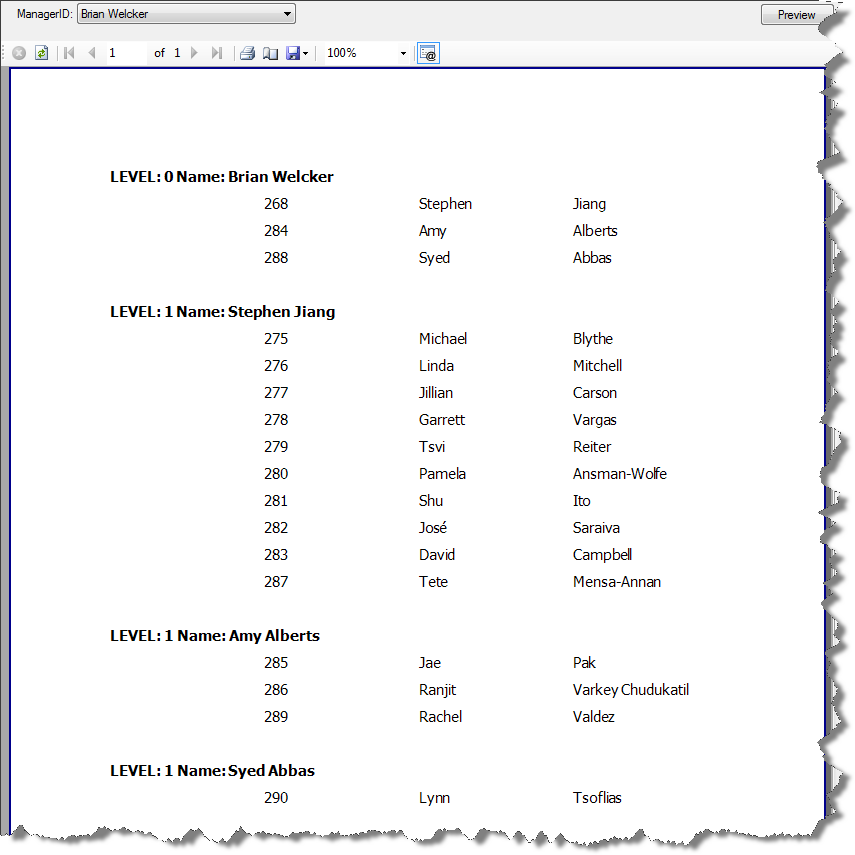 ManagerID: Brian Welcker Preview
1 of 1 100%
LEVEL: 0 Name: Brian Welcker
268 Stephen Jiang
284 Amy Alberts
288 Syed Abbas
LEVEL: 1 Name: Stephen Jiang
275 Michael Blythe
276 Linda Mitchell
277 Jillian Carson
278 Garrett Vargas
279 Tsvi Reiter
280 Pamela Ansman-Wolfe
281 Shu Ito
282 José Saraiva
283 David Campbell
287 Tete Mensa-Annan
LEVEL: 1 Name: Amy Alberts
285 Jae Pak
286 Ranjit Varkey Chudukatil
289 Rachel Valdez
LEVEL: 1 Name: Syed Abbas
290 Lynn Tsoflias